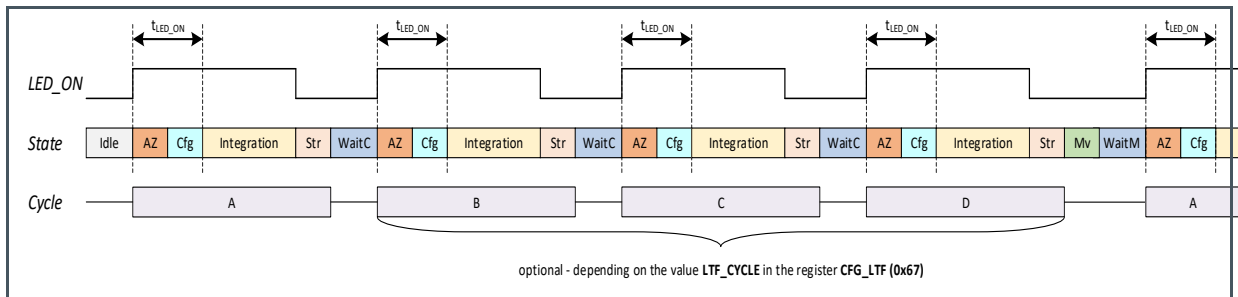 tLED_ON tLED_ON tLED_ON tLED_ON tLED_ON
LED_ON
State Idle AZ Cfg Integration Str WaitC AZ Cfg Integration Str WaitC AZ Cfg Integration Str WaitC AZ Cfg Integration Str Mv WaitM AZ Cfg
Cycle A B C D A
optional - depending on the value LTF_CYCLE in the register CFG_LTF (0x67)